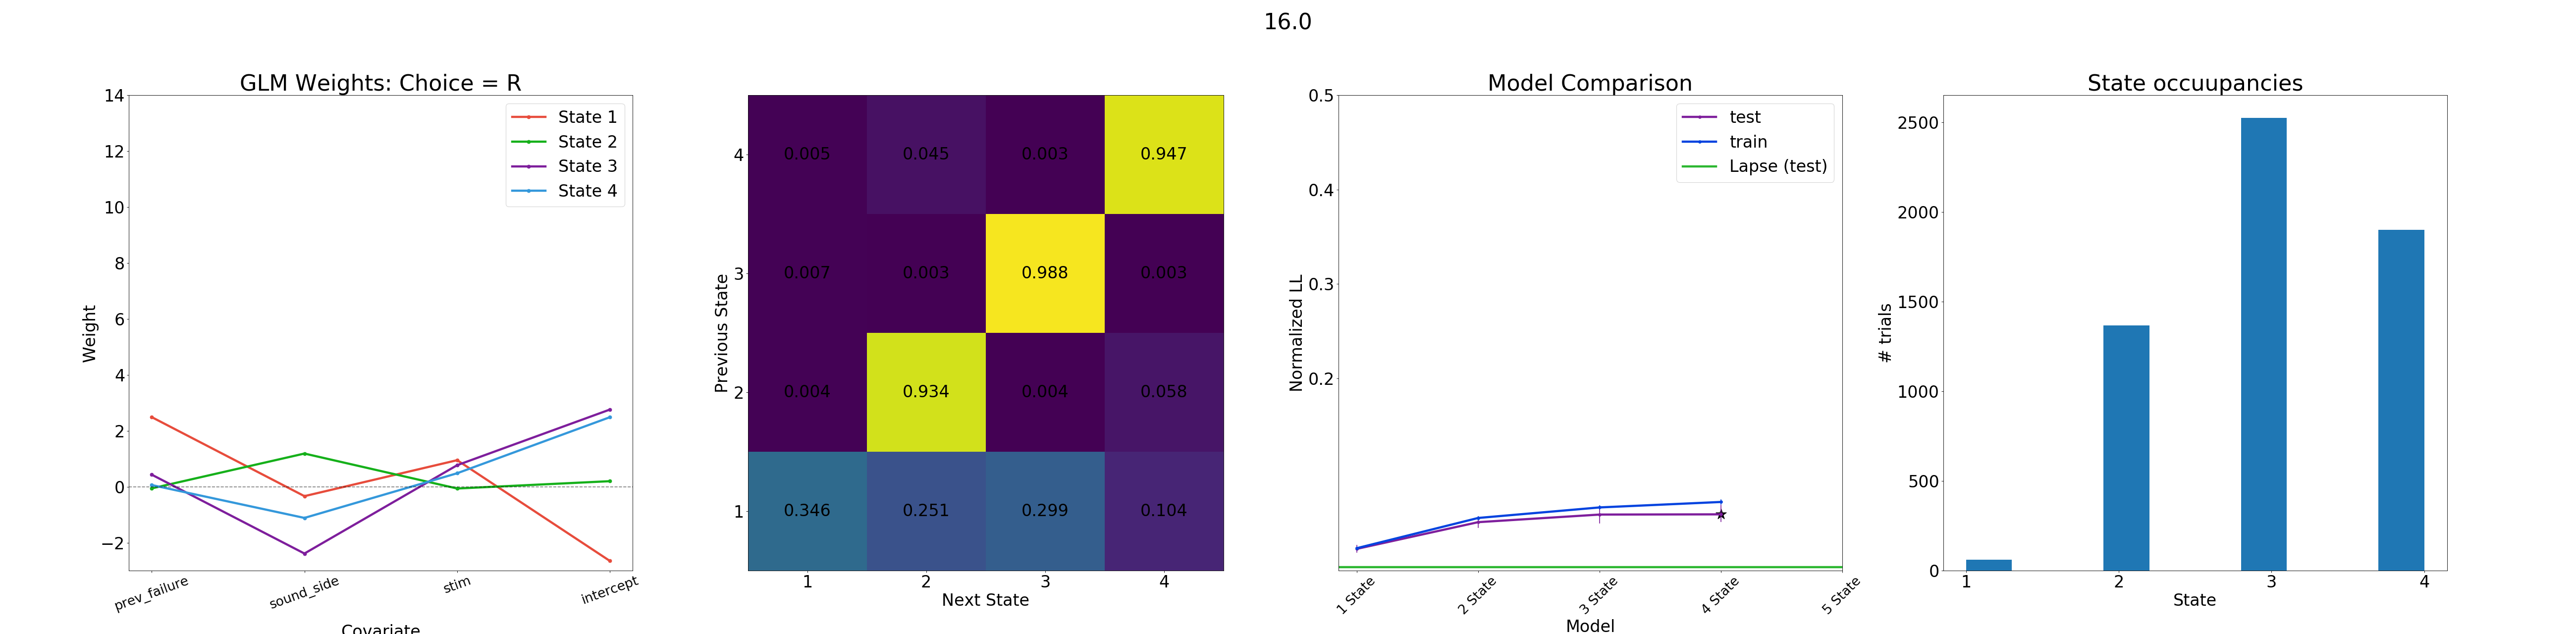 16.0
GLM Weights: Choice = R
14
12
10
8
6
4
2
0
−2
Weight
State 1
State 2
State 3
State 4
prev_failure
sound_side
stim
intercept
Covariate
Previous State
4
3
2
1
0.005 0.045 0.003 0.947
0.007 0.003 0.988 0.003
0.004 0.934 0.004 0.058
0.346 0.251 0.299 0.104
1 2 3 4
Next State
Model Comparison
0.5
0.4
0.3
0.2
Normalized LL
test
train
Lapse (test)
1 State
2 State
3 State
4 State
5 State
Model
State occuupancies
2500
2000
1500
1000
500
0
# trials
1 2 3 4
State